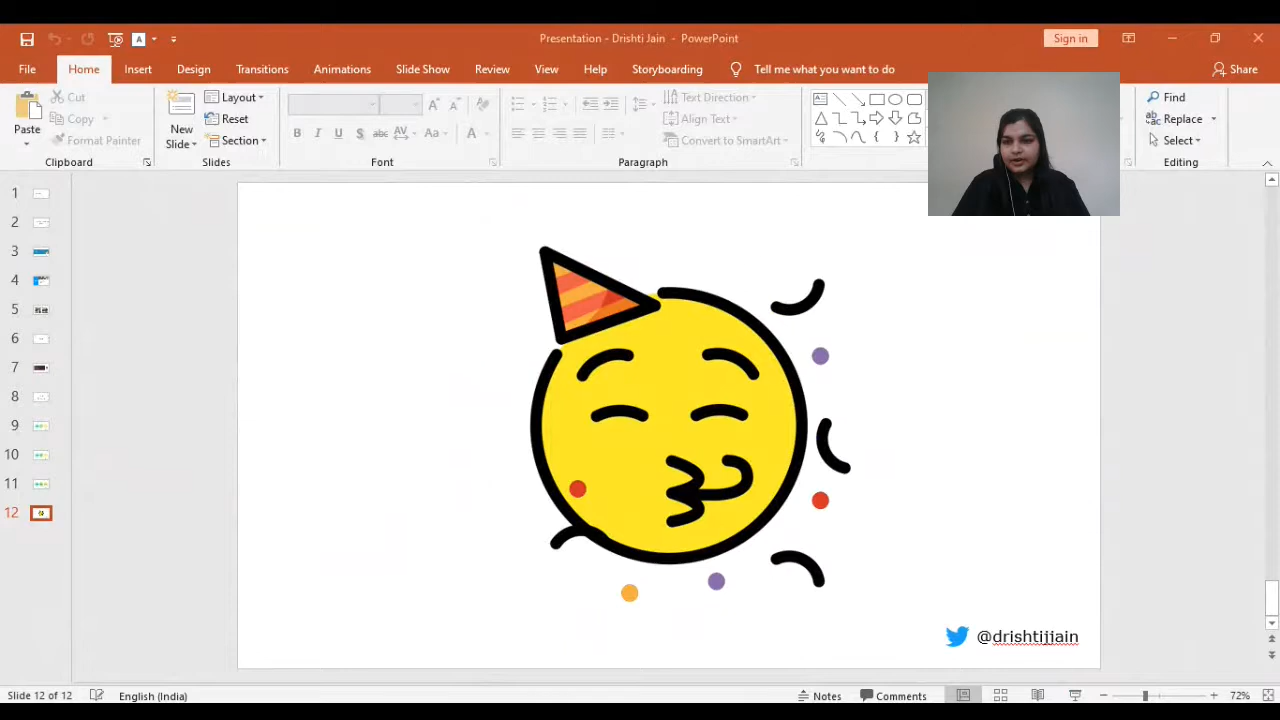 Presentation - Drishti Jain - PowerPoint
Sign in
File Home Insert Design Transitions Animations Slide Show Review View Help Storyboarding Tell me what you want to do Share
Paste
Cut
Copy
Format Painter
Clipboard
New Slide
Layout
Reset
Section
Slides
B I U S abc AV Aa A
Font
Text Direction
Align Text
Convert to SmartArt
Paragraph
Find
Replace
Select
Editing
1
2
3
4
5
6
7
8
9
10
11
12
@drishtijjain
Slide 12 of 12 English (India) Notes Comments 72%